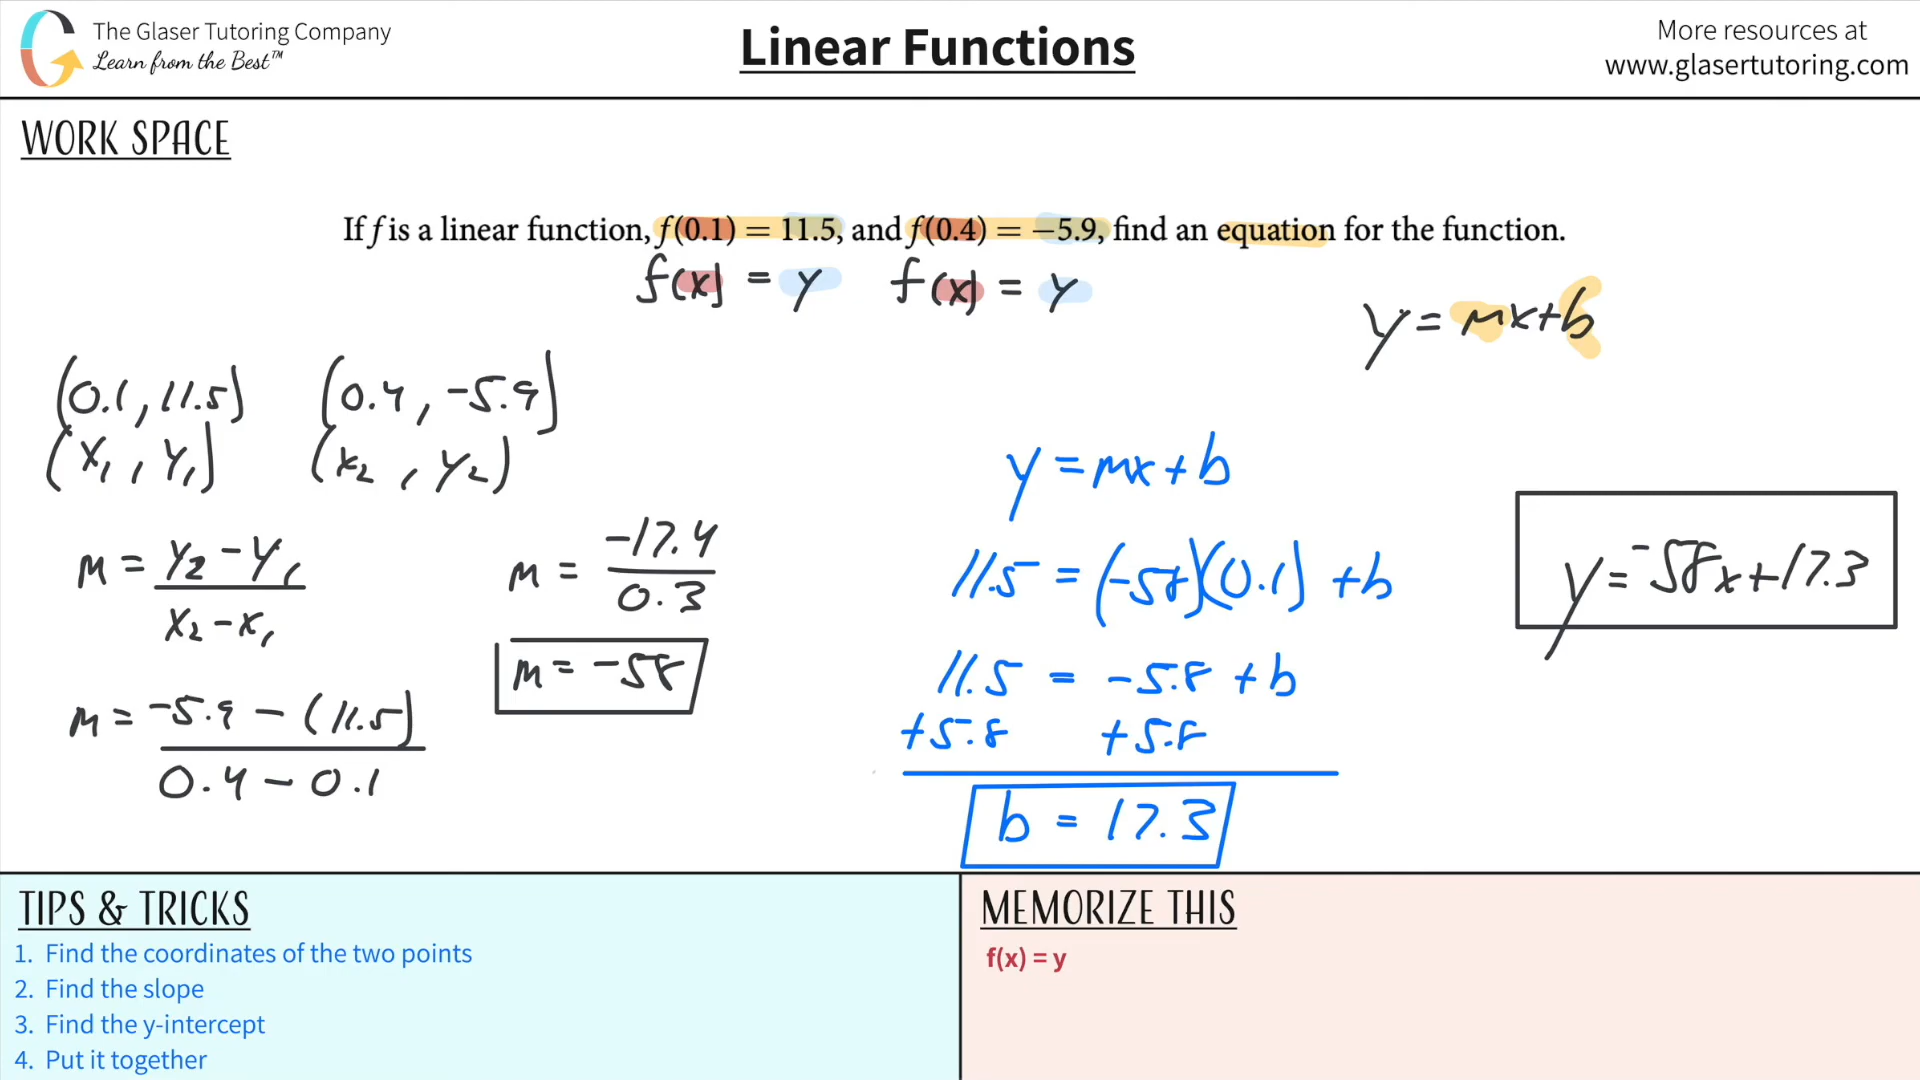 The Glaser Tutoring Company
Learn from the Best™
Linear Functions
More resources at
www.glasertutoring.com
WORK SPACE
If f is a linear function, f(0.1) = 11.5, and f(0.4) = −5.9, find an equation for the function.
f(x) = y f(x) = y
y = mx+b
(0.1, 11.5) (0.4, -5.9)
(x₁, y₁) (x₂, y₂)
m = y₂ - y₁ / x₂ - x₁
m = -5.9 - (11.5) / 0.4 - 0.1
m = -17.4 / 0.3
m = -58
y = mx + b
11.5 = (-58)(0.1) + b
11.5 = -5.8 + b
+5.8 +5.8
b = 17.3
y = -58x + 17.3
TIPS & TRICKS
1. Find the coordinates of the two points
2. Find the slope
3. Find the y-intercept
4. Put it together
MEMORIZE THIS
f(x) = y